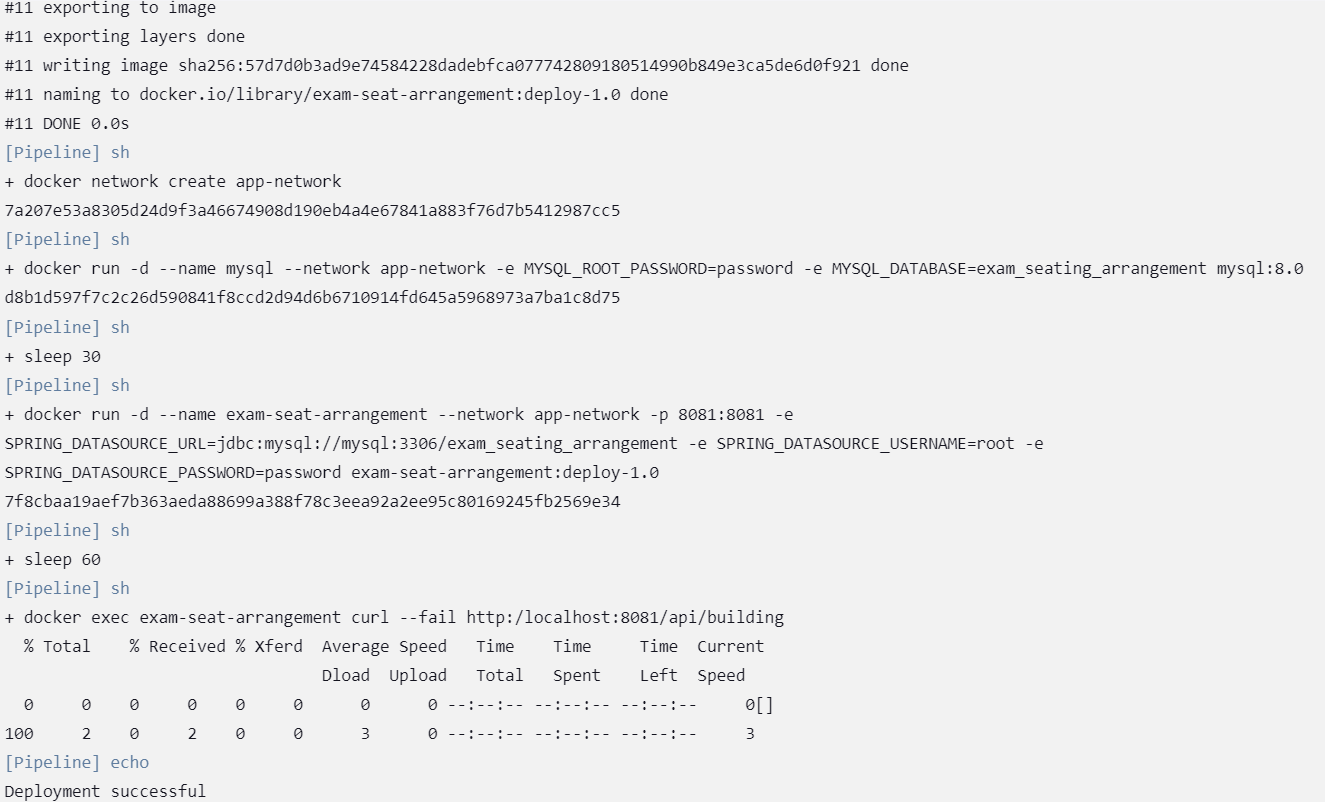 #11 exporting to image
#11 exporting layers done
#11 writing image sha256:57d7d0b3ad9e74584228dadebfca077742809180514990b849e3ca5de6d0f921 done
#11 naming to docker.io/library/exam-seat-arrangement:deploy-1.0 done
#11 DONE 0.0s
[Pipeline] sh
+ docker network create app-network
7a207e53a8305d24d9f3a46674908d190eb4a4e67841a883f76d7b5412987cc5
[Pipeline] sh
+ docker run -d --name mysql --network app-network -e MYSQL_ROOT_PASSWORD=password -e MYSQL_DATABASE=exam_seating_arrangement mysql:8.0
d8b1d597f7c2c26d590841f8ccd2d94d6b6710914fd645a5968973a7ba1c8d75
[Pipeline] sh
+ sleep 30
[Pipeline] sh
+ docker run -d --name exam-seat-arrangement --network app-network -p 8081:8081 -e
SPRING_DATASOURCE_URL=jdbc:mysql://mysql:3306/exam_seating_arrangement -e SPRING_DATASOURCE_USERNAME=root -e
SPRING_DATASOURCE_PASSWORD=password exam-seat-arrangement:deploy-1.0
7f8cbaa19aef7b363aeda88699a388f78c3eea92a2ee95c80169245fb2569e34
[Pipeline] sh
+ sleep 60
[Pipeline] sh
+ docker exec exam-seat-arrangement curl --fail http:/localhost:8081/api/building
% Total % Received % Xferd Average Speed Time Time Time Current
Dload Upload Total Spent Left Speed
0 0 0 0 0 0 0 0 --:--:-- --:--:-- --:--:-- 0[]
100 2 0 2 0 0 3 0 --:--:-- --:--:-- --:--:-- 3
[Pipeline] echo
Deployment successful